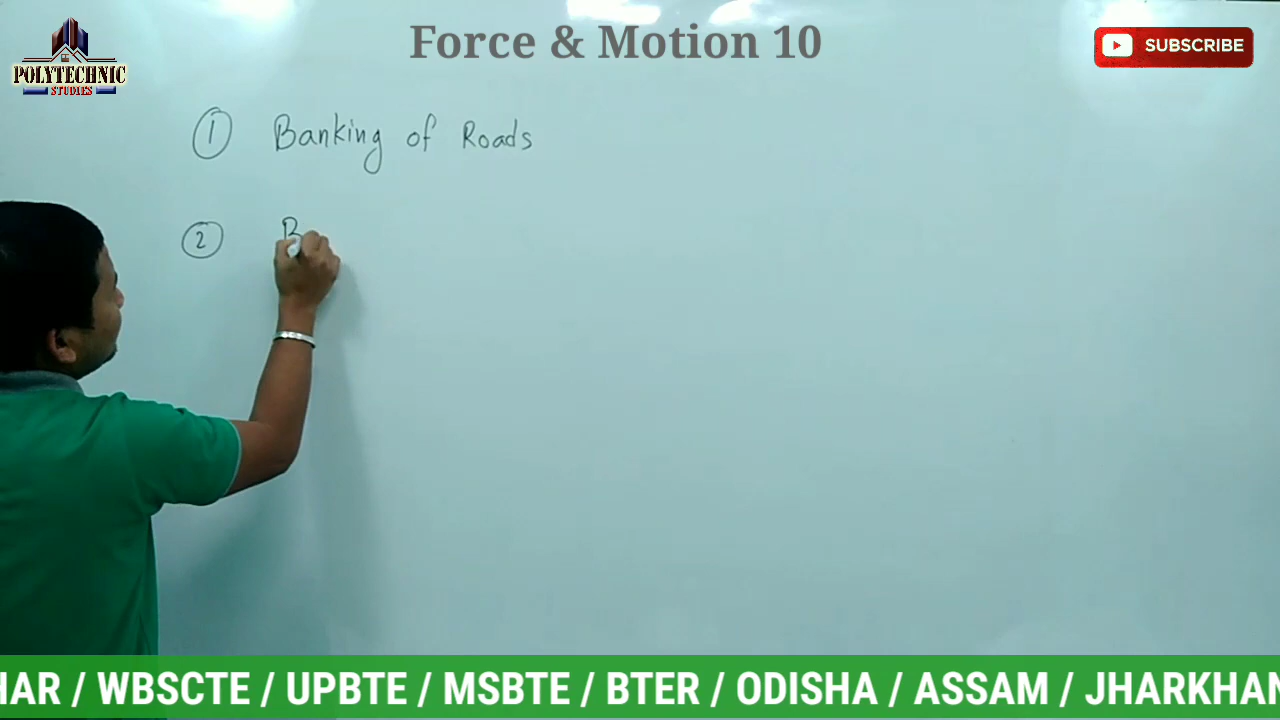 Force & Motion 10
SUBSCRIBE
POLYTECHNIC
STUDIES
① Banking of Roads
② B
HAR / WBSCTE / UPBTE / MSBTE / BTER / ODISHA / ASSAM / JHARKHAN